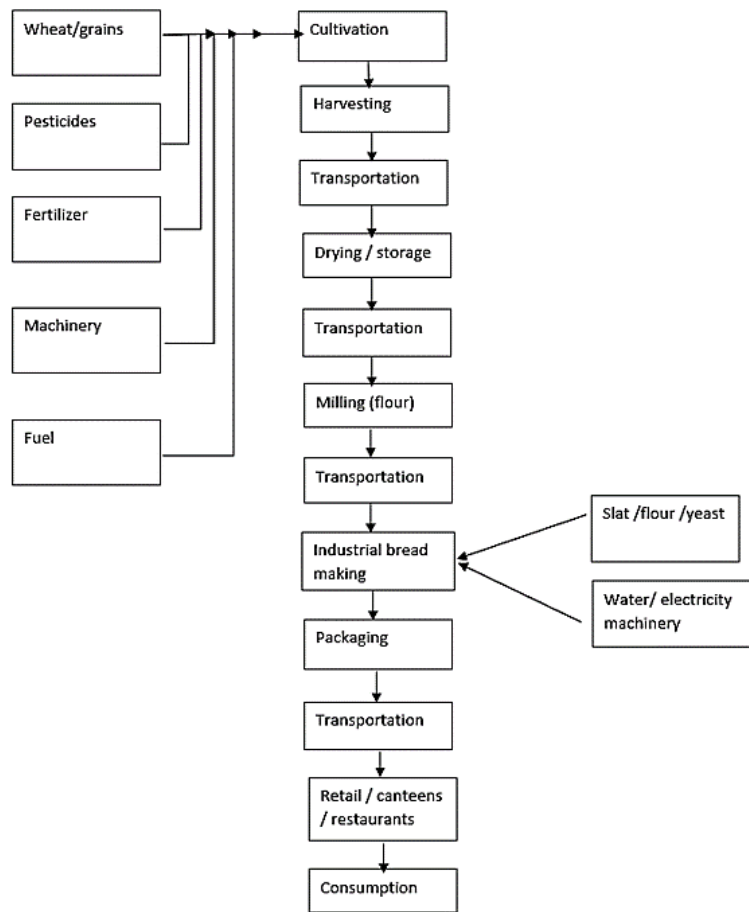 Wheat/grains
Pesticides
Fertilizer
Machinery
Fuel
Cultivation
Harvesting
Transportation
Drying / storage
Transportation
Milling (flour)
Transportation
Industrial bread
making
Slat /flour /yeast
Water/ electricity
machinery
Packaging
Transportation
Retail / canteens
/ restaurants
Consumption